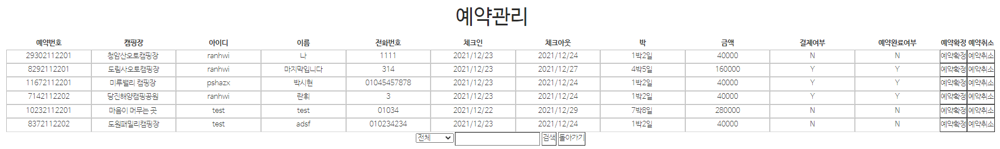 예약관리
예약번호 캠핑장 아이디 이름 전화번호 체크인 체크아웃 박 금액 결제여부 예약완료여부 예약확정 예약취소
29302112201 청암산오토캠핑장 ranhwi 나 1111 2021/12/23 2021/12/24 1박2일 40000 N N 예약확정 예약취소
8292112201 도림사오토캠핑장 ranhwi 마지막입니다 314 2021/12/23 2021/12/27 4박5일 160000 Y Y 예약확정 예약취소
11672112201 미루밸리 캠핑장 pshazx 박시현 01045457878 2021/12/23 2021/12/24 1박2일 40000 Y Y 예약확정 예약취소
7142112202 당진해양캠핑공원 ranhwi 란휘 3 2021/12/23 2021/12/24 1박2일 40000 Y Y 예약확정 예약취소
10232112201 마음이 머무는 곳 test test 01034 2021/12/22 2021/12/29 7박8일 280000 N N 예약확정 예약취소
8372112202 도원패밀리캠핑장 test adsf 010234234 2021/12/23 2021/12/24 1박2일 40000 N N 예약확정 예약취소
전체 검색 돌아가기